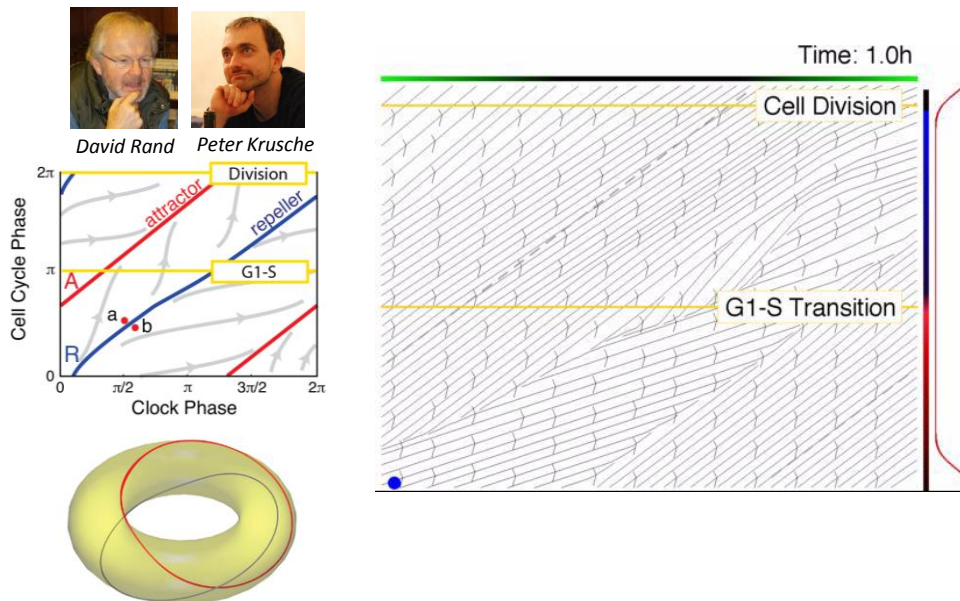 David Rand
Peter Krusche
Time: 1.0h
Cell Division
G1-S Transition
2π
Division
attractor
repeller
Cell Cycle Phase
π
A
G1-S
a
b
R
0
0
π/2
π
3π/2
2π
Clock Phase